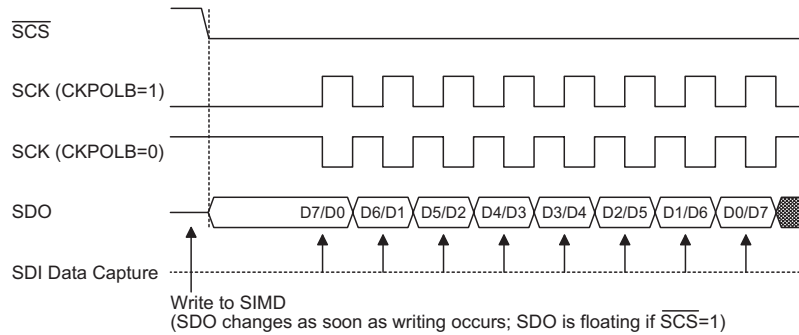 SCS
SCK (CKPOLB=1)
SCK (CKPOLB=0)
SDO
D7/D0 D6/D1 D5/D2 D4/D3 D3/D4 D2/D5 D1/D6 D0/D7
SDI Data Capture
Write to SIMD
(SDO changes as soon as writing occurs; SDO is floating if SCS=1)